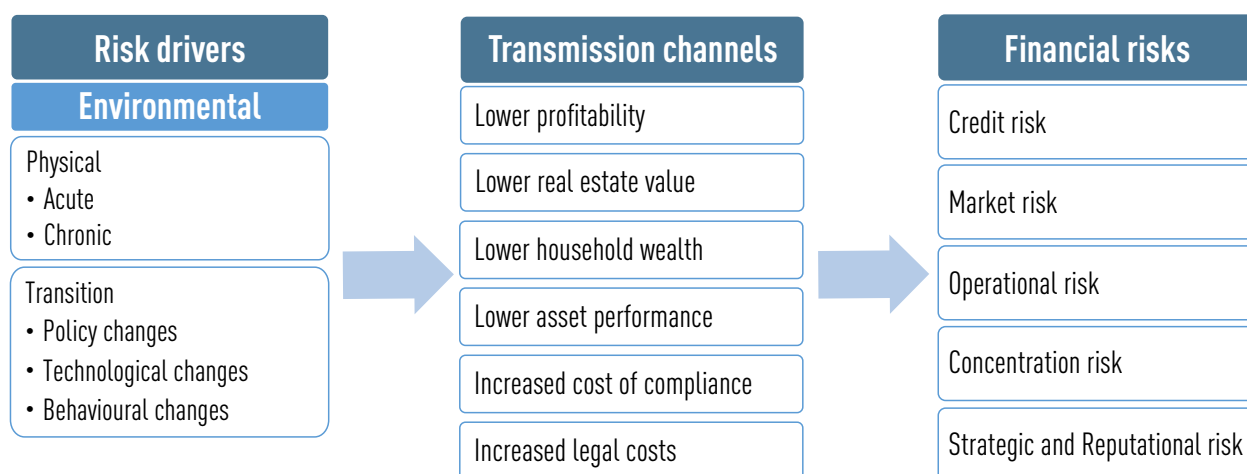 Risk drivers
Environmental
Physical
• Acute
• Chronic
Transition
• Policy changes
• Technological changes
• Behavioural changes
Transmission channels
Lower profitability
Lower real estate value
Lower household wealth
Lower asset performance
Increased cost of compliance
Increased legal costs
Financial risks
Credit risk
Market risk
Operational risk
Concentration risk
Strategic and Reputational risk